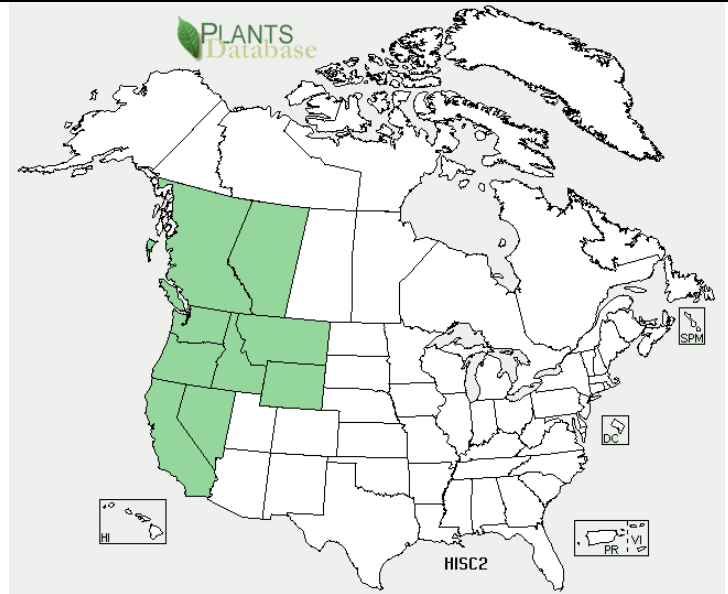 PLANTS
Database
SPM
DC
HI
PR
VI
HISC2